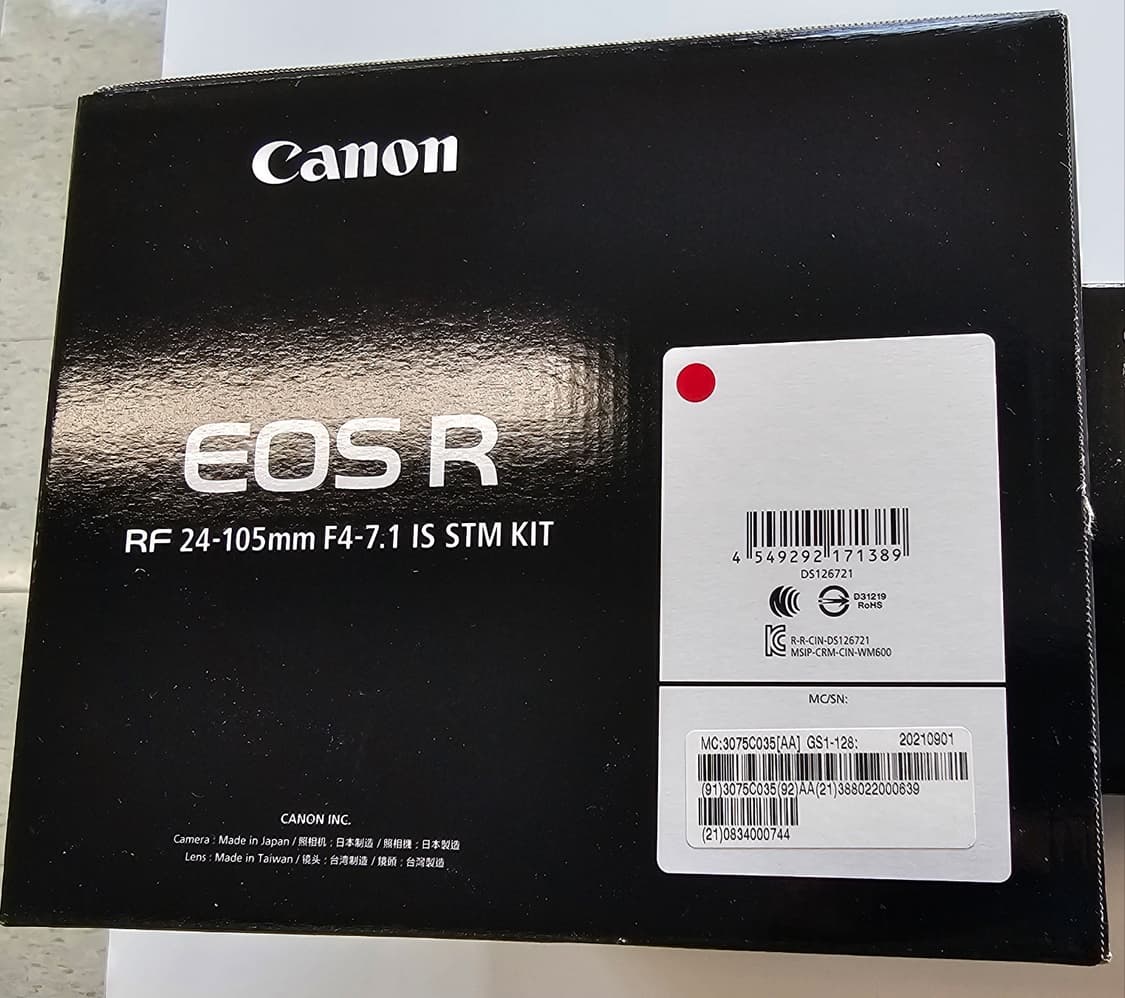 Canon
EOS R
RF 24-105mm F4-7.1 IS STM KIT
CANON INC.
Camera : Made in Japan / 照相机 : 日本制造 / 照相機 : 日本製造
Lens : Made in Taiwan / 镜头 : 台湾制造 / 鏡頭 : 台灣製造
4 549292 171389
DS126721
D31219
RoHS
R-R-CIN-DS126721
MSIP-CRM-CIN-WM600
MC/SN:
MC:3075C035[AA] GS1-128: 20210901
(91)3075C035(92)AA(21)388022000639
(21)0834000744